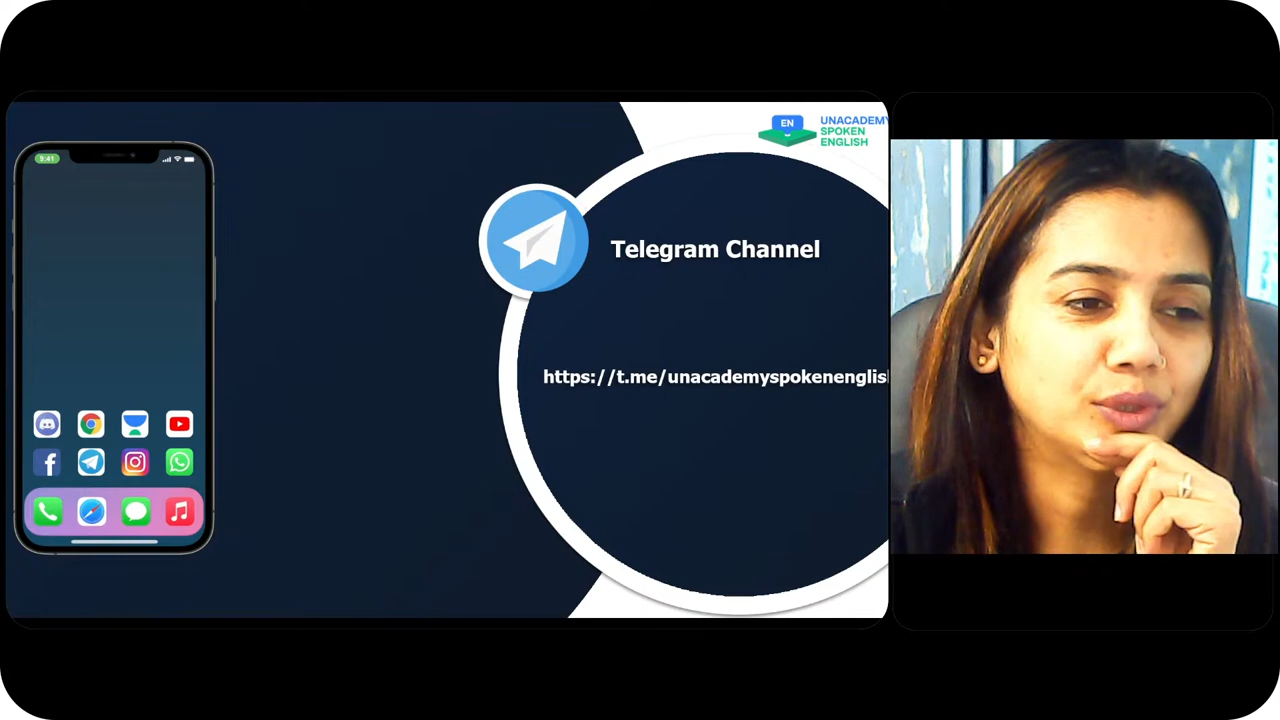 9:41
EN
UNACADEMY
SPOKEN
ENGLISH
Telegram Channel
https://t.me/unacademyspokenenglis